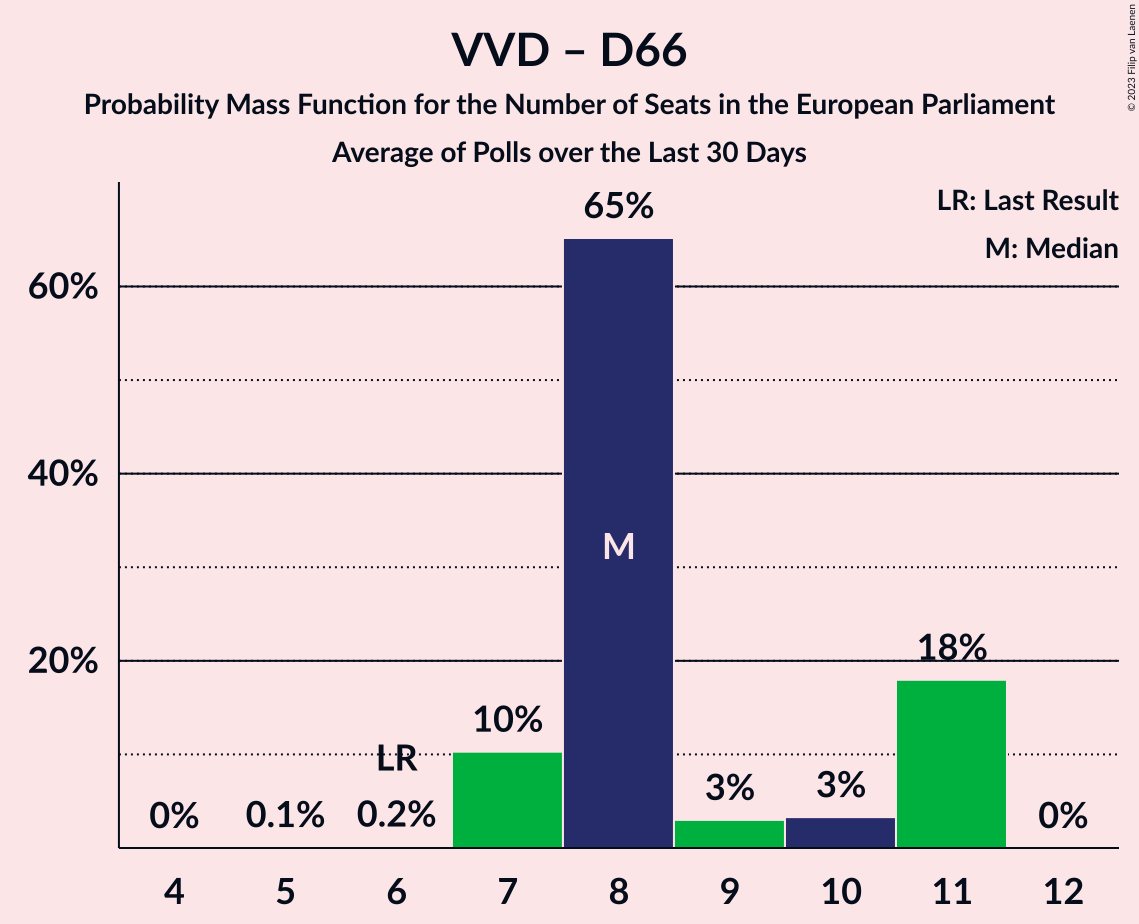 VVD – D66
Probability Mass Function for the Number of Seats in the European Parliament
Average of Polls over the Last 30 Days
© 2023 Filip van Laenen
LR: Last Result
M: Median
65%
60%
40%
20%
M
18%
10%
LR
3%
3%
0%
0.1%
0.2%
0%
4 5 6 7 8 9 10 11 12